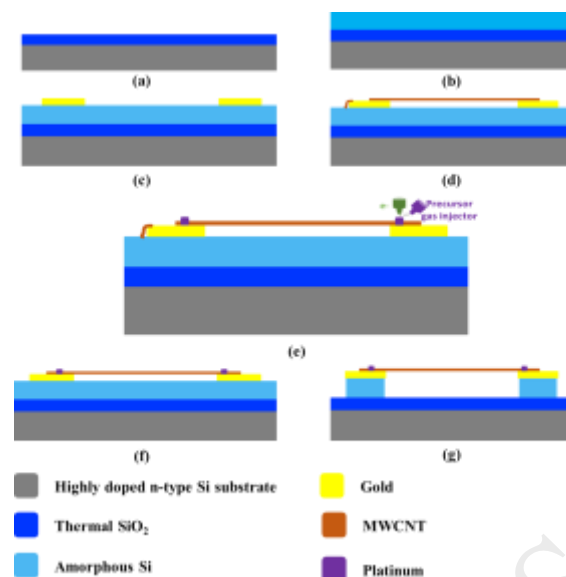 (a)
(b)
(c)
(d)
e-
Precursor
gas injector
(e)
(f)
(g)
Highly doped n-type Si substrate
Gold
Thermal SiO₂
MWCNT
Amorphous Si
Platinum